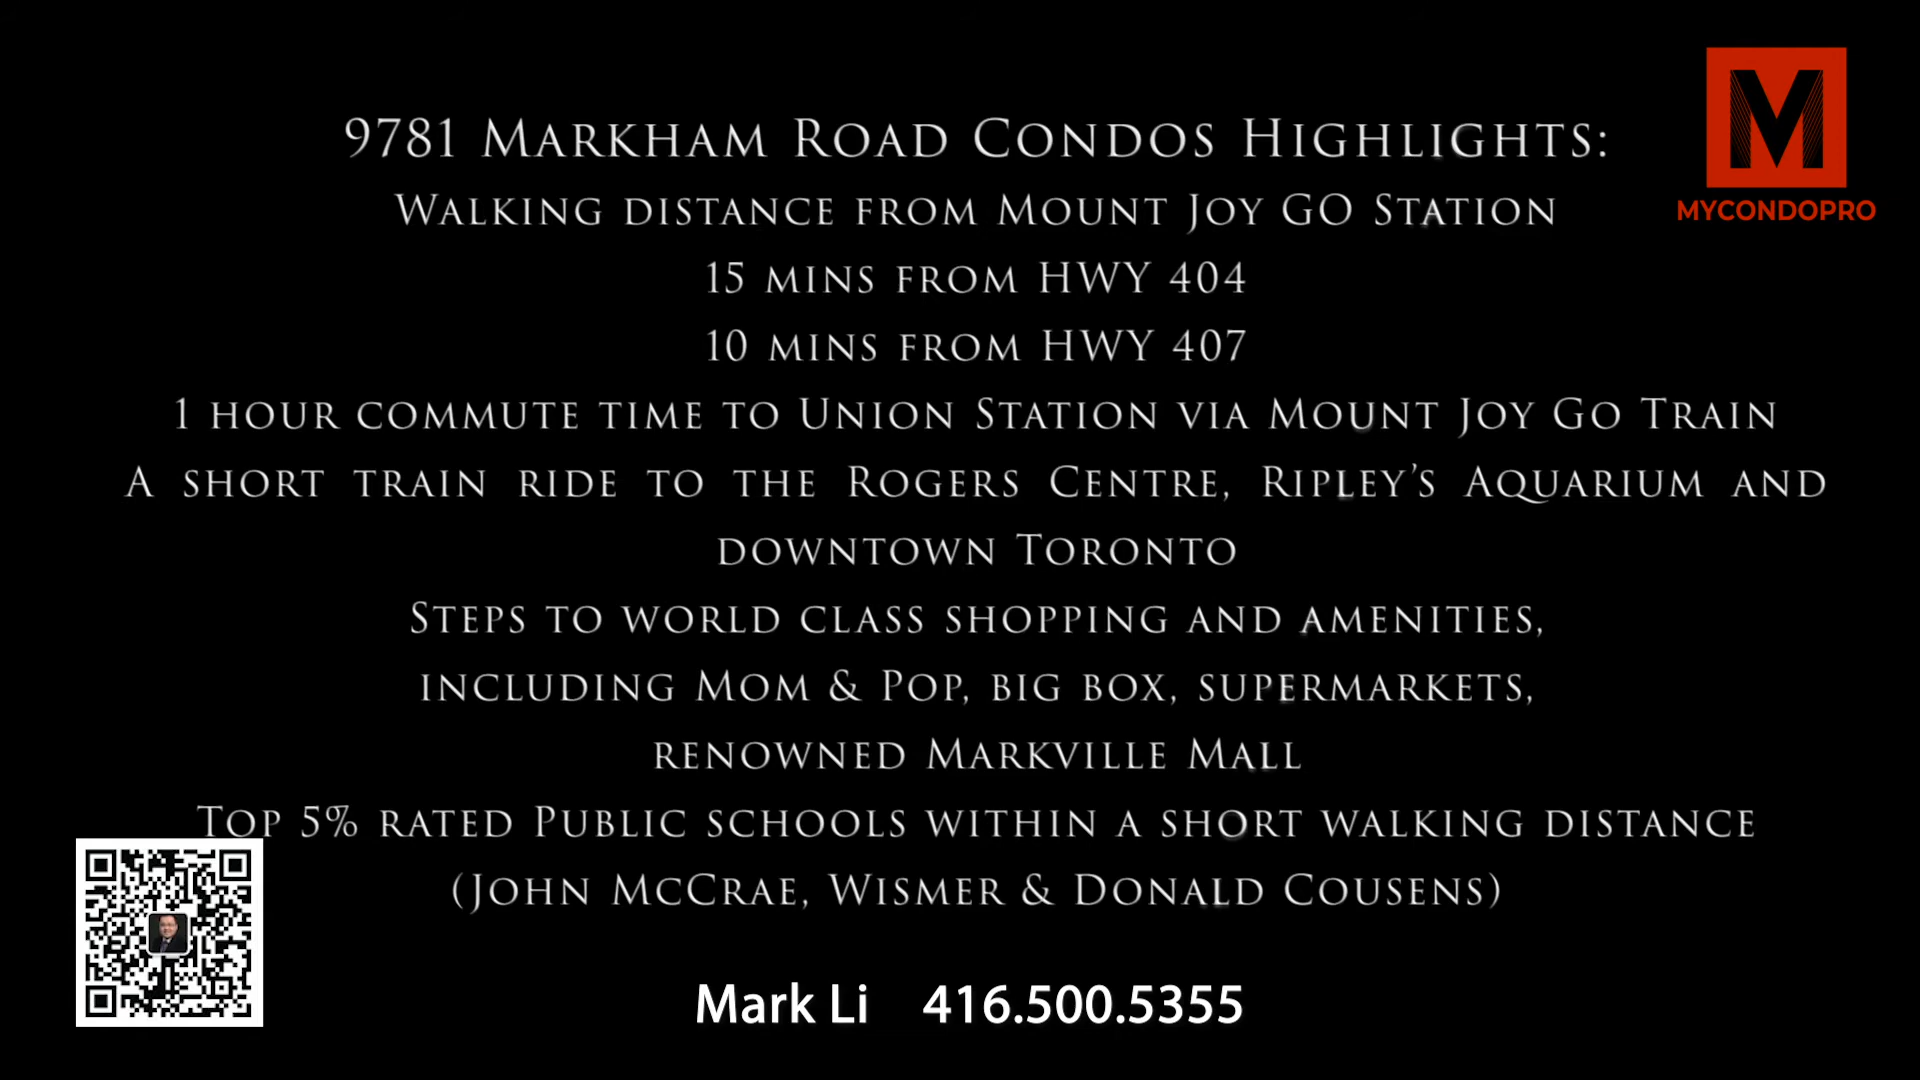 9781 Markham Road Condos Highlights:
Walking distance from Mount Joy GO Station
15 mins from HWY 404
10 mins from HWY 407
1 hour commute time to Union Station via Mount Joy Go Train
A short train ride to the Rogers Centre, Ripley’s Aquarium and
downtown Toronto
Steps to world class shopping and amenities,
including Mom & Pop, big box, supermarkets,
renowned Markville Mall
Top 5% rated Public schools within a short walking distance
(John McCrae, Wismer & Donald Cousens)
Mark Li 416.500.5355
M
MYCONDOPRO